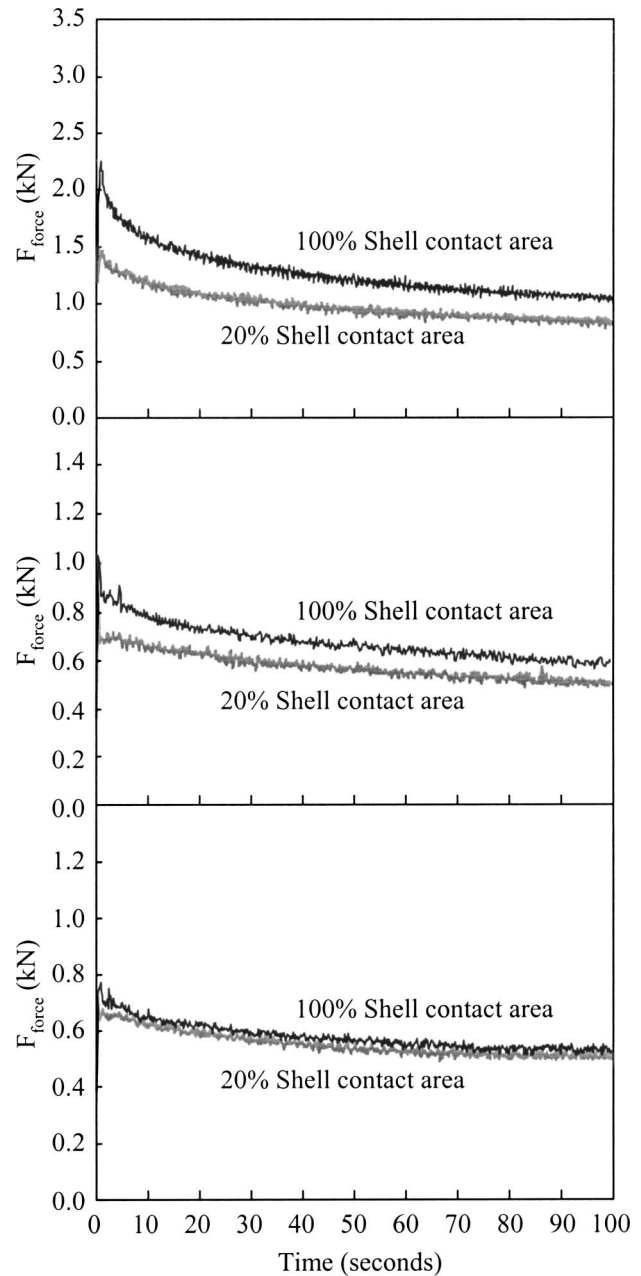 3.5
3.0
2.5
2.0
1.5
1.0
0.5
0.0
F_force (kN)
100% Shell contact area
20% Shell contact area
1.4
1.2
1.0
0.8
0.6
0.4
0.2
0.0
F_force (kN)
100% Shell contact area
20% Shell contact area
1.2
1.0
0.8
0.6
0.4
0.2
0.0
F_force (kN)
100% Shell contact area
20% Shell contact area
0 10 20 30 40 50 60 70 80 90 100
Time (seconds)